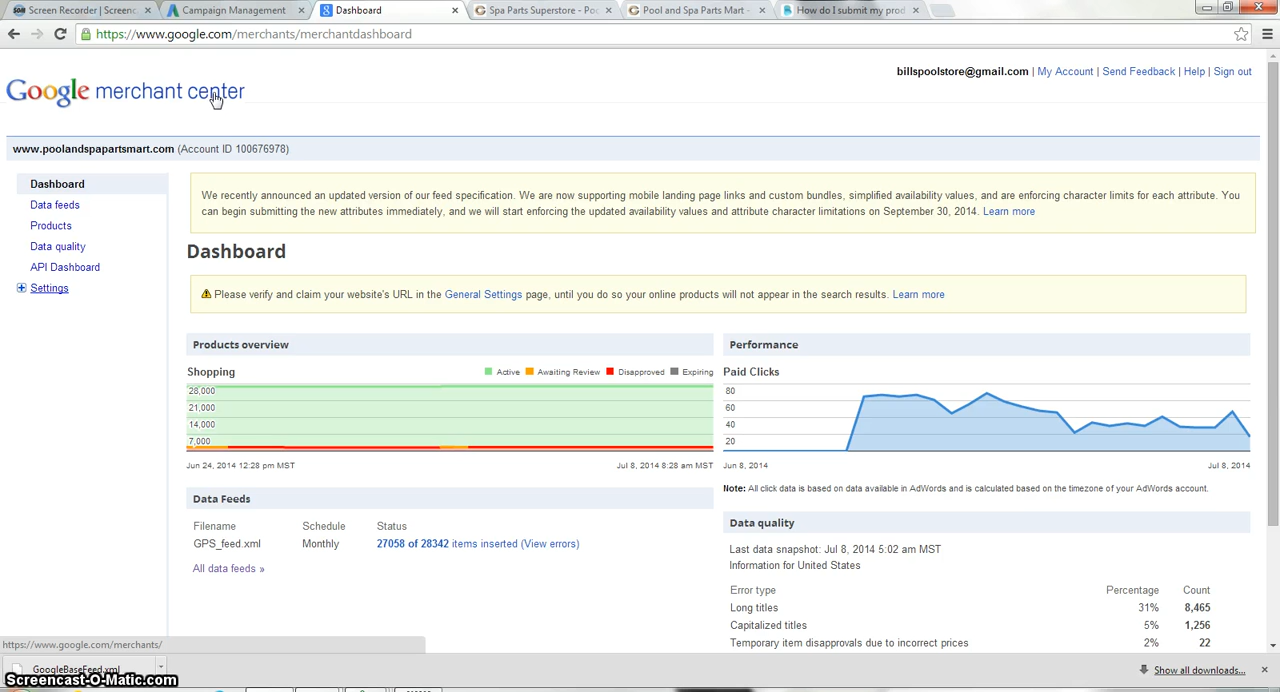 Screen Recorder | Screenc
Campaign Management
Dashboard
Spa Parts Superstore - Poo
Pool and Spa Parts Mart -
How do I submit my prod
https://www.google.com/merchants/merchantdashboard
billspoolstore@gmail.com | My Account | Send Feedback | Help | Sign out
Google merchant center
www.poolandspapartsmart.com (Account ID 100676978)
Dashboard
Data feeds
Products
Data quality
API Dashboard
Settings
We recently announced an updated version of our feed specification. We are now supporting mobile landing page links and custom bundles, simplified availability values, and are enforcing character limits for each attribute. You
can begin submitting the new attributes immediately, and we will start enforcing the updated availability values and attribute character limitations on September 30, 2014. Learn more
Dashboard
Please verify and claim your website's URL in the General Settings page, until you do so your online products will not appear in the search results. Learn more
Products overview
Shopping
Active Awaiting Review Disapproved Expiring
28,000
21,000
14,000
7,000
Jun 24, 2014 12:28 pm MST Jul 8, 2014 8:28 am MST
Data Feeds
Filename Schedule Status
GPS_feed.xml Monthly 27058 of 28342 items inserted (View errors)
All data feeds »
Performance
Paid Clicks
80
60
40
20
Jun 8, 2014 Jul 8, 2014
Note: All click data is based on data available in AdWords and is calculated based on the timezone of your AdWords account.
Data quality
Last data snapshot: Jul 8, 2014 5:02 am MST
Information for United States
Error type Percentage Count
Long titles 31% 8,465
Capitalized titles 5% 1,256
Temporary item disapprovals due to incorrect prices 2% 22
https://www.google.com/merchants/
GoogleBaseFeed.xml
Show all downloads...
Screencast-O-Matic.com